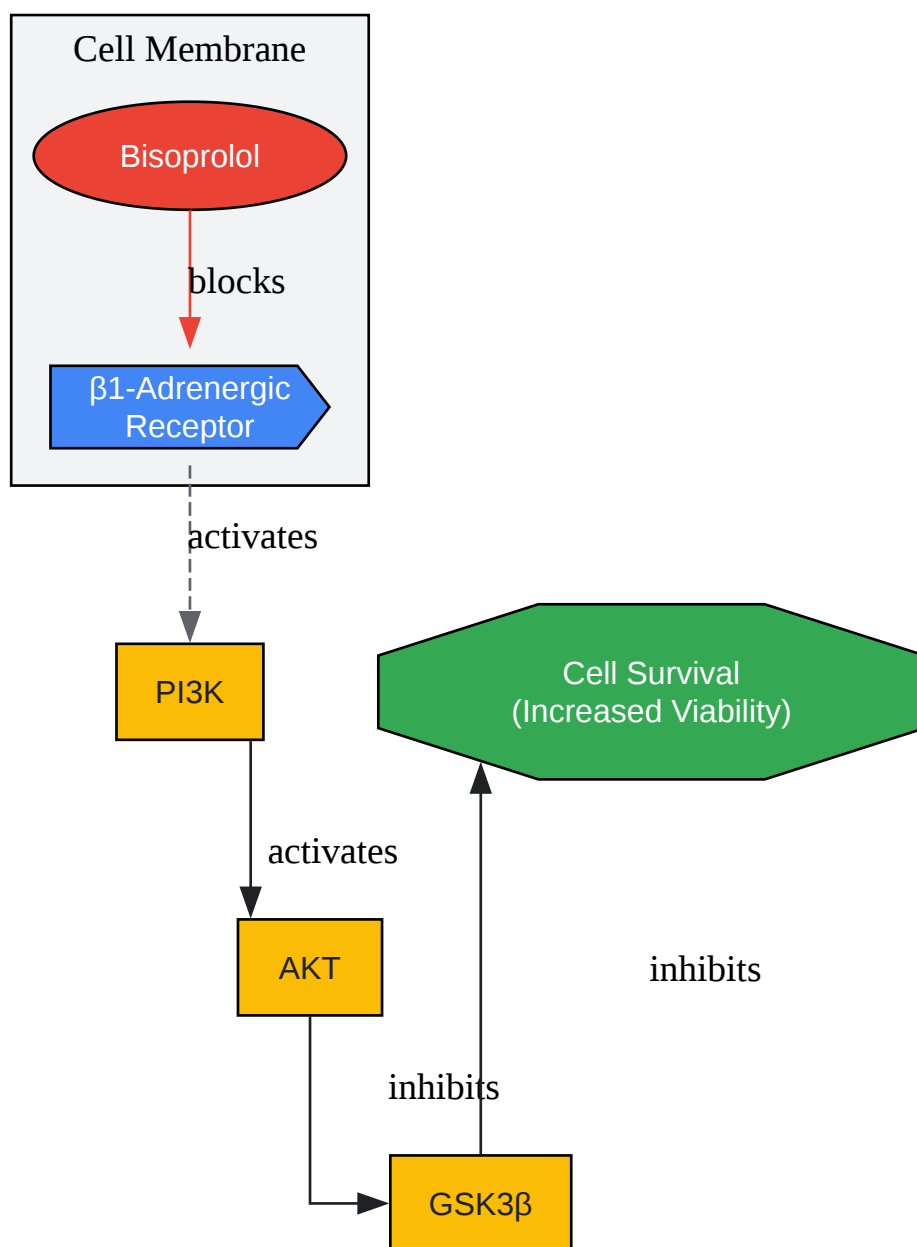 Cell Membrane
Bisoprolol
blocks
β1-Adrenergic
Receptor
activates
PI3K
Cell Survival
(Increased Viability)
activates
AKT
inhibits
inhibits
GSK3β